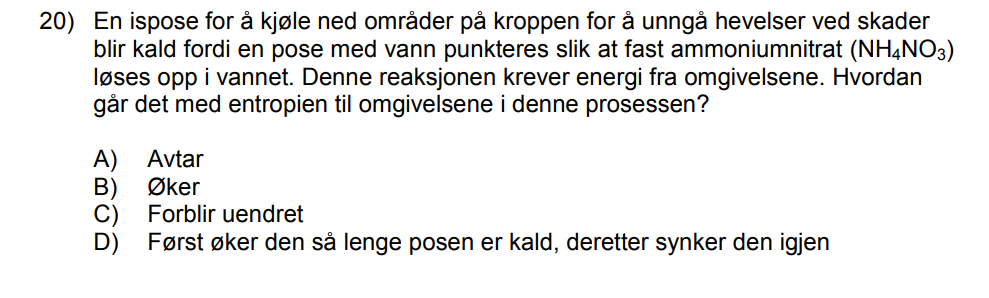 20) En ispose for å kjøle ned områder på kroppen for å unngå hevelser ved skader
blir kald fordi en pose med vann punkteres slik at fast ammoniumnitrat (NH₄NO₃)
løses opp i vannet. Denne reaksjonen krever energi fra omgivelsene. Hvordan
går det med entropien til omgivelsene i denne prosessen?
A) Avtar
B) Øker
C) Forblir uendret
D) Først øker den så lenge posen er kald, deretter synker den igjen